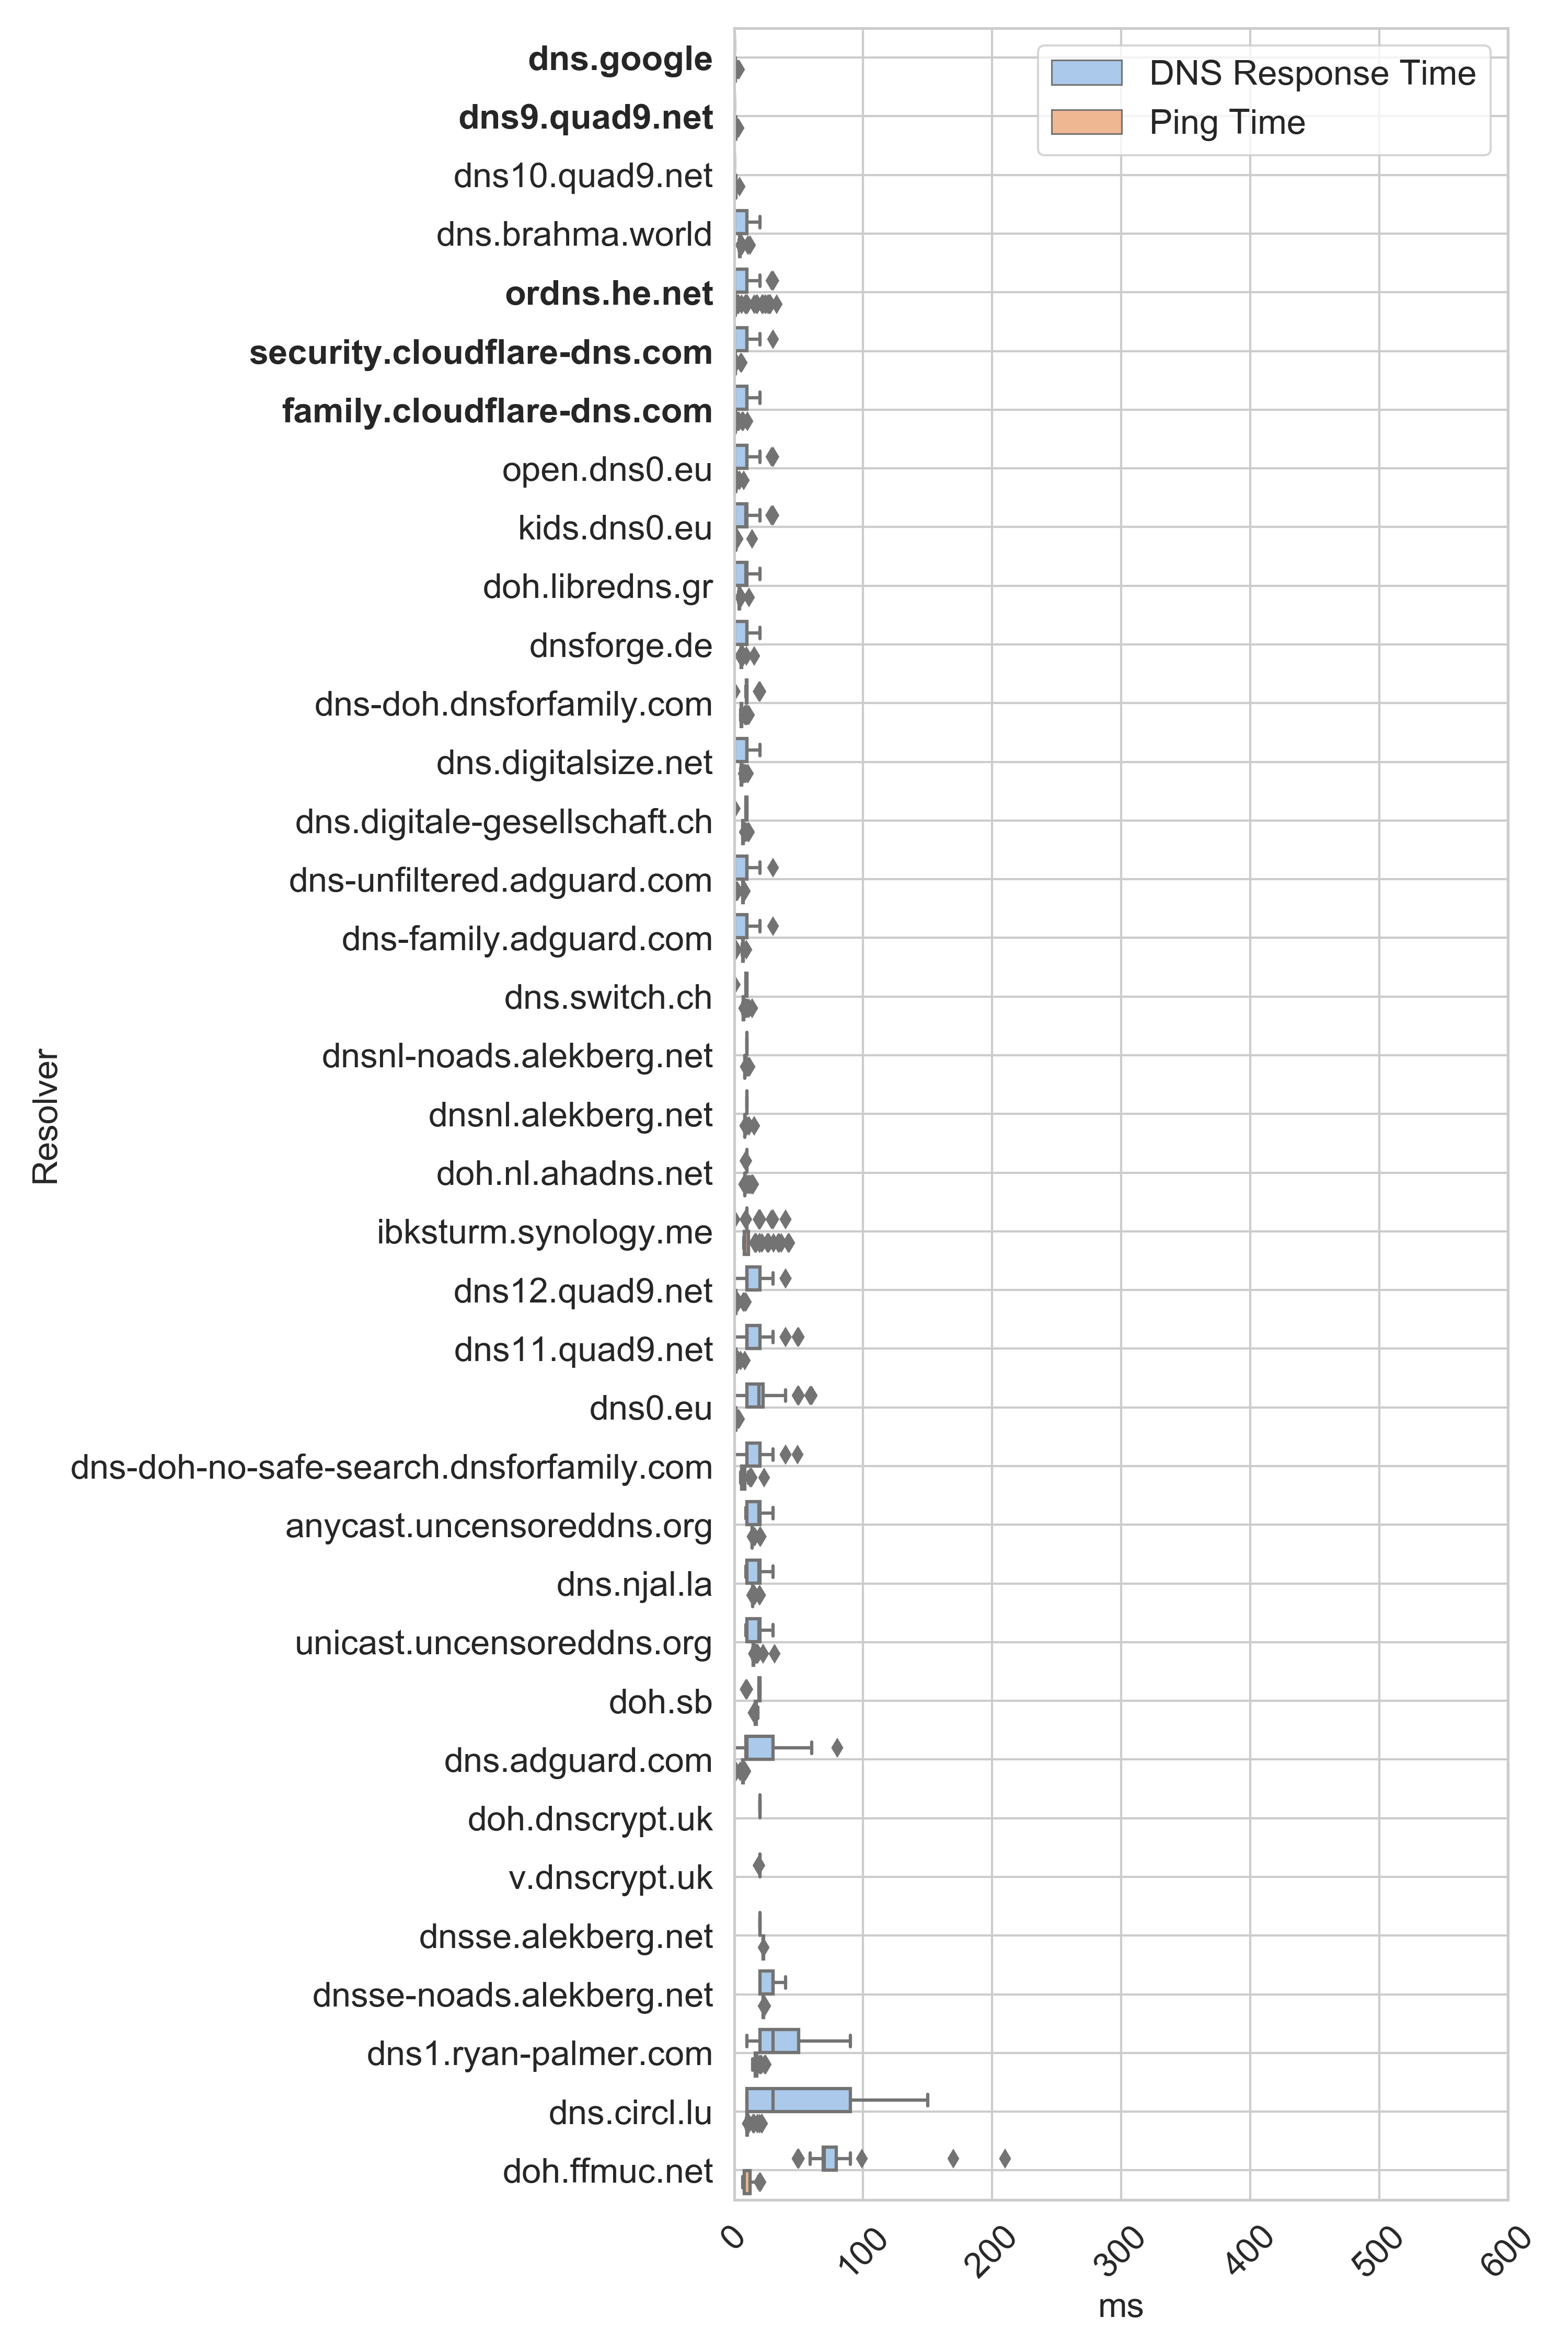 dns.google
dns9.quad9.net
dns10.quad9.net
dns.brahma.world
ordns.he.net
security.cloudflare-dns.com
family.cloudflare-dns.com
open.dns0.eu
kids.dns0.eu
doh.libredns.gr
dnsforge.de
dns-doh.dnsforfamily.com
dns.digitalsize.net
dns.digitale-gesellschaft.ch
dns-unfiltered.adguard.com
dns-family.adguard.com
dns.switch.ch
dnsnl-noads.alekberg.net
dnsnl.alekberg.net
doh.nl.ahadns.net
ibksturm.synology.me
dns12.quad9.net
dns11.quad9.net
dns0.eu
dns-doh-no-safe-search.dnsforfamily.com
anycast.uncensoreddns.org
dns.njal.la
unicast.uncensoreddns.org
doh.sb
dns.adguard.com
doh.dnscrypt.uk
v.dnscrypt.uk
dnsse.alekberg.net
dnsse-noads.alekberg.net
dns1.ryan-palmer.com
dns.circl.lu
doh.ffmuc.net
Resolver
DNS Response Time
Ping Time
0 100 200 300 400 500 600
ms